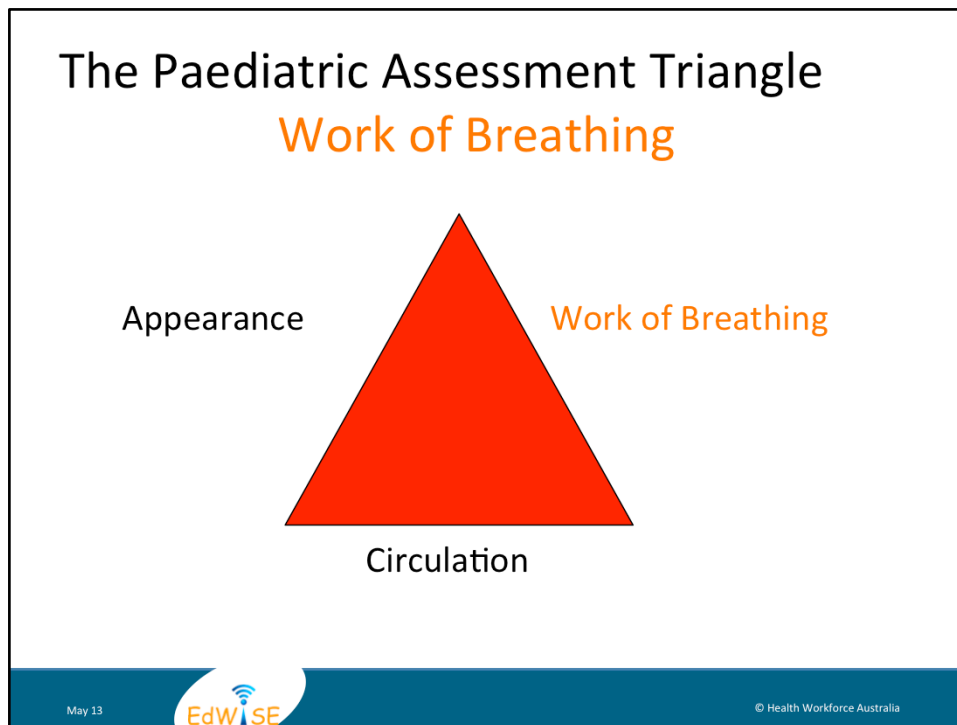 The Paediatric Assessment Triangle
Work of Breathing
Appearance
Work of Breathing
Circulation
May 13
EdWISE
© Health Workforce Australia